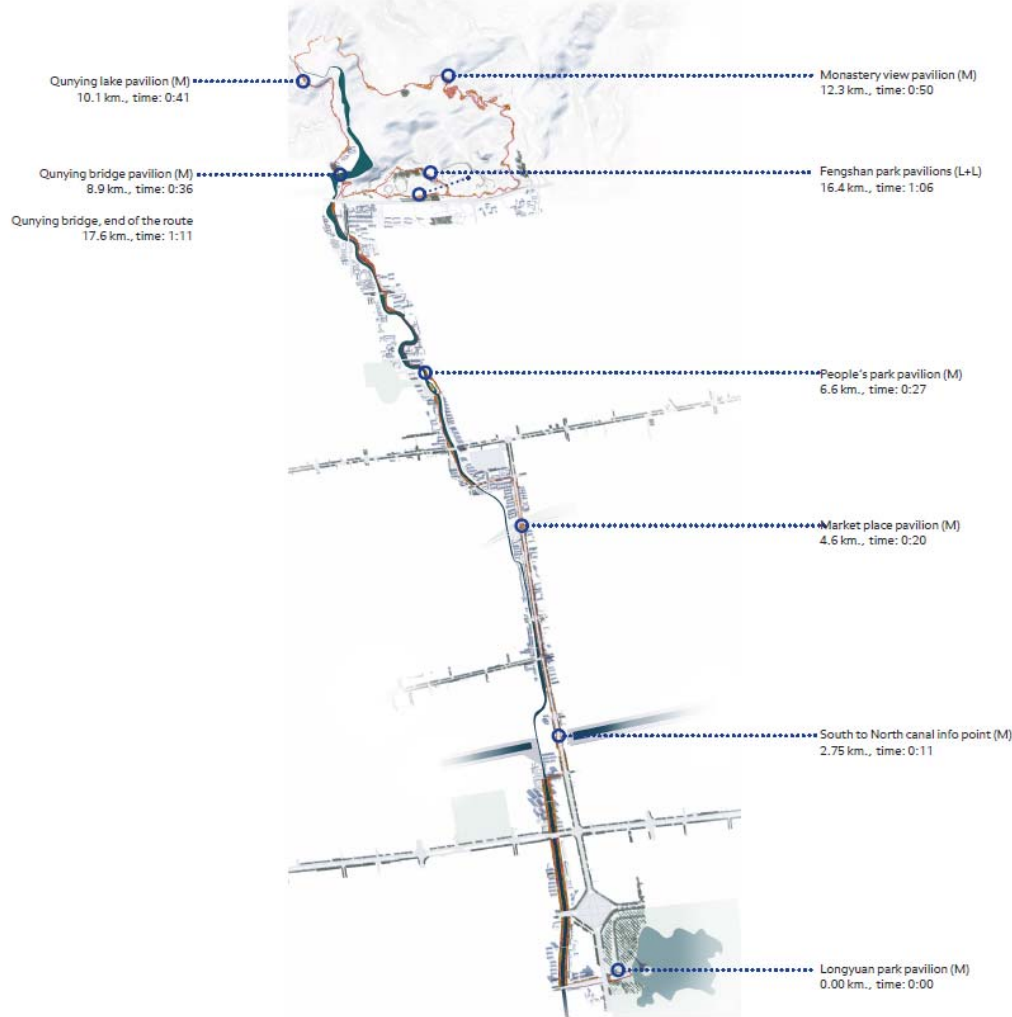 Qunying lake pavilion (M)
10.1 km., time: 0:41
Monastery view pavilion (M)
12.3 km., time: 0:50
Qunying bridge pavilion (M)
8.9 km., time: 0:36
Fengshan park pavilions (L+L)
16.4 km., time: 1:06
Qunying bridge, end of the route
17.6 km., time: 1:11
People's park pavilion (M)
6.6 km., time: 0:27
Market place pavilion (M)
4.6 km., time: 0:20
South to North canal info point (M)
2.75 km., time: 0:11
Longyuan park pavilion (M)
0.00 km., time: 0:00